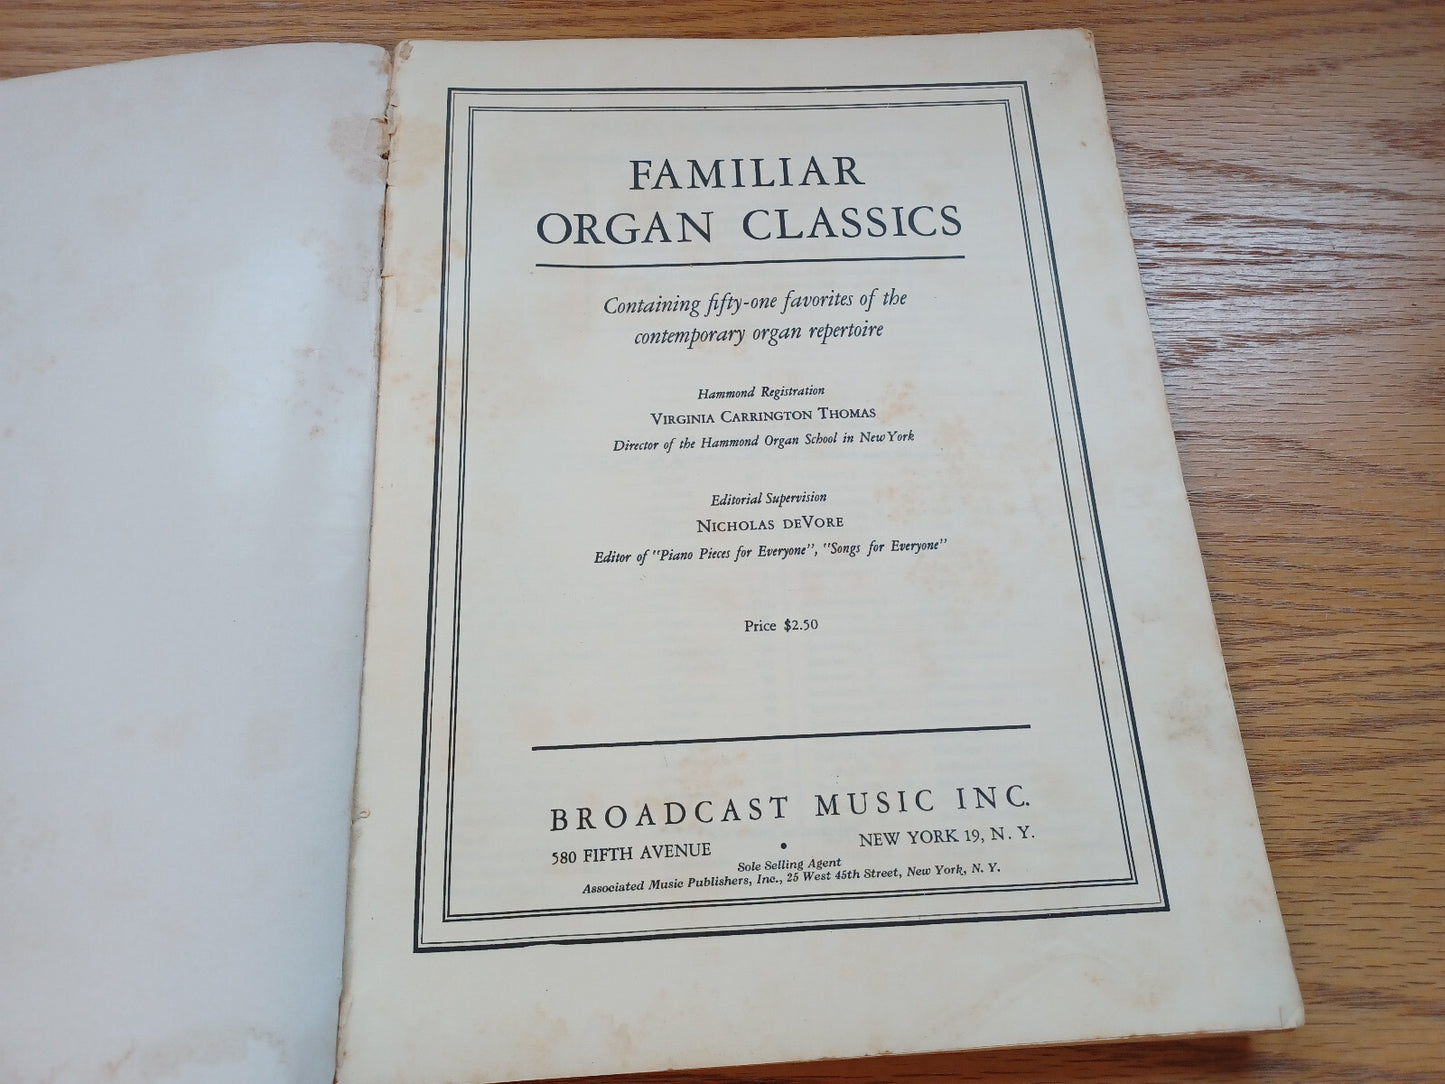 FAMILIAR
ORGAN CLASSICS
Containing fifty-one favorites of the
contemporary organ repertoire
Hammond Registration
VIRGINIA CARRINGTON THOMAS
Director of the Hammond Organ School in New York
Editorial Supervision
NICHOLAS DEVORE
Editor of "Piano Pieces for Everyone", "Songs for Everyone"
Price $2.50
BROADCAST MUSIC INC.
580 FIFTH AVENUE • NEW YORK 19, N. Y.
Sole Selling Agent
Associated Music Publishers, Inc., 25 West 45th Street, New York, N. Y.